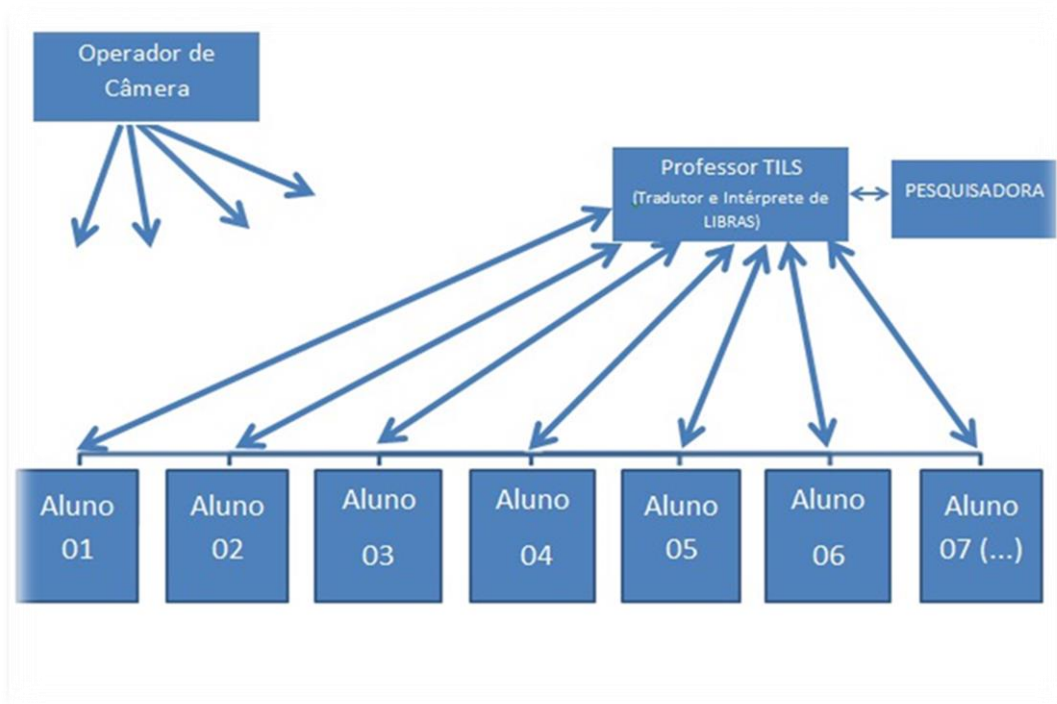 Operador de
Câmera
Professor TILS
(Tradutor e Intérprete de
LIBRAS)
PESQUISADORA
Aluno
01
Aluno
02
Aluno
03
Aluno
04
Aluno
05
Aluno
06
Aluno
07 (...)